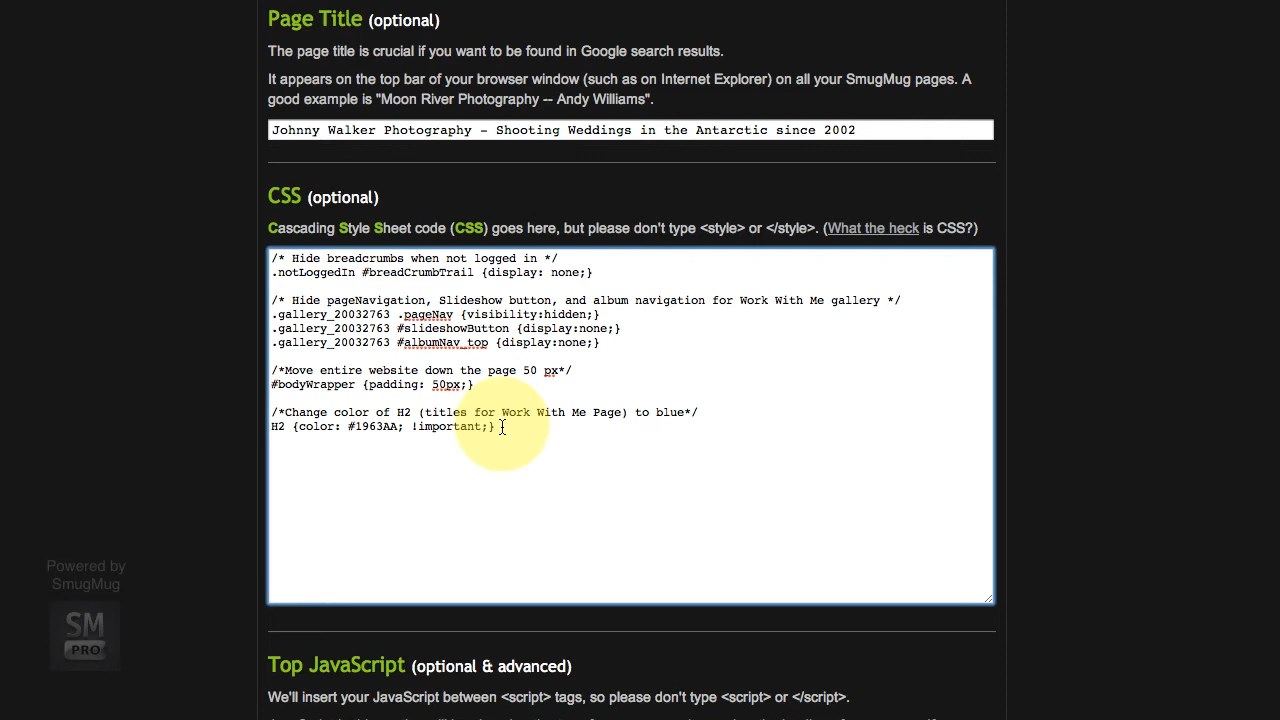 Page Title (optional)
The page title is crucial if you want to be found in Google search results.
It appears on the top bar of your browser window (such as on Internet Explorer) on all your SmugMug pages. A
good example is "Moon River Photography -- Andy Williams".
Johnny Walker Photography - Shooting Weddings in the Antarctic since 2002
CSS (optional)
Cascading Style Sheet code (CSS) goes here, but please don't type <style> or </style>. (What the heck is CSS?)
/* Hide breadcrumbs when not logged in */
.notLoggedIn #breadCrumbTrail {display: none;}
/* Hide pageNavigation, Slideshow button, and album navigation for Work With Me gallery */
.gallery_20032763 .pageNav {visibility:hidden;}
.gallery_20032763 #slideshowButton {display:none;}
.gallery_20032763 #albumNav_top {display:none;}
/*Move entire website down the page 50 px*/
#bodyWrapper {padding: 50px;}
/*Change color of H2 (titles for Work With Me Page) to blue*/
H2 {color: #1963AA; !important;}
Powered by
SmugMug
SM
PRO
Top JavaScript (optional & advanced)
We'll insert your JavaScript between <script> tags, so please don't type <script> or </script>.